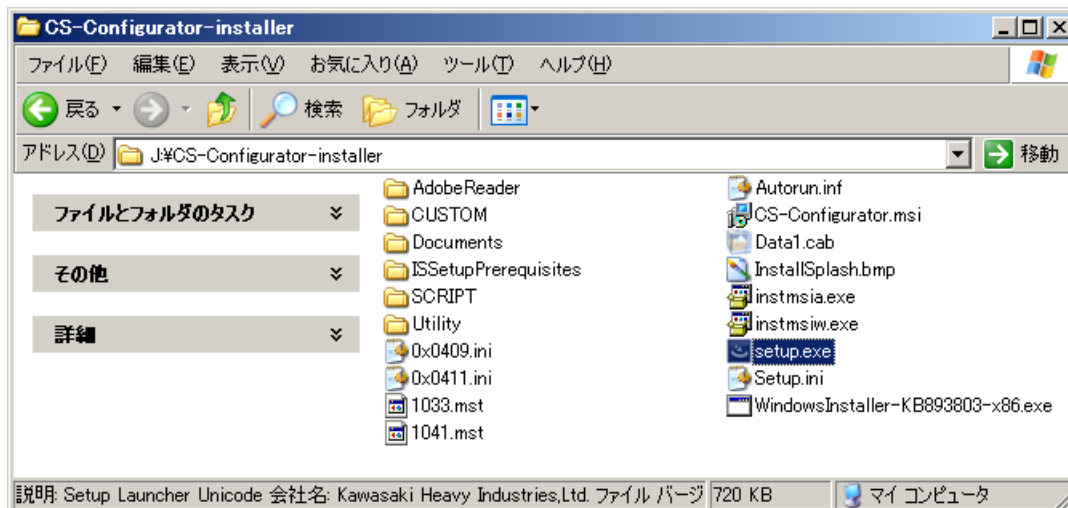 CS-Configurator-installer
ファイル(F) 編集(E) 表示(V) お気に入り(A) ツール(T) ヘルプ(H)
戻る 検索 フォルダ
アドレス(D) J:¥CS-Configurator-installer 移動
ファイルとフォルダのタスク
その他
詳細
AdobeReader
CUSTOM
Documents
ISSetupPrerequisites
SCRIPT
Utility
0x0409.ini
0x0411.ini
1033.mst
1041.mst
Autorun.inf
CS-Configurator.msi
Data1.cab
InstallSplash.bmp
instmsia.exe
instmsiw.exe
setup.exe
Setup.ini
WindowsInstaller-KB893803-x86.exe
説明: Setup Launcher Unicode 会社名: Kawasaki Heavy Industries,Ltd. ファイル バージ 720 KB マイ コンピュータ